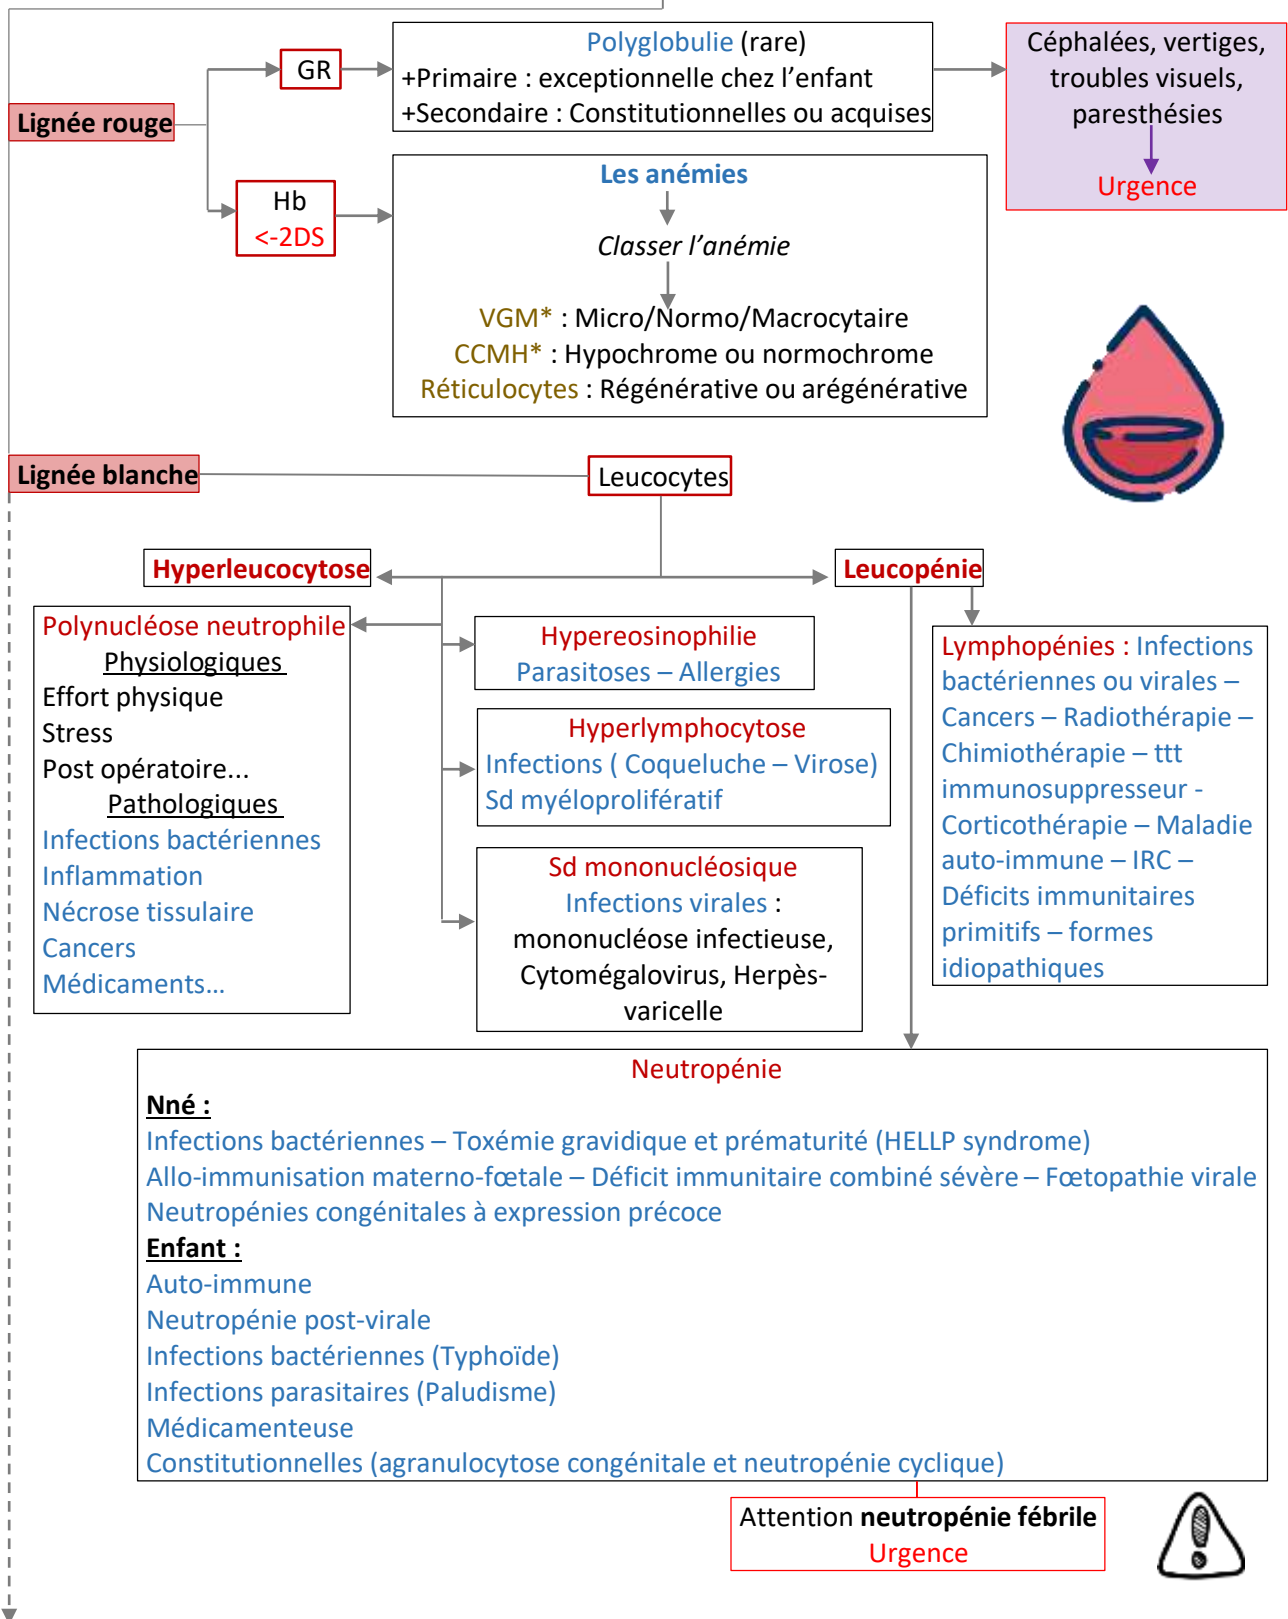 Lignée rouge
GR
Polyglobulie (rare)
+Primaire : exceptionnelle chez l'enfant
+Secondaire : Constitutionnelles ou acquises
Céphalées, vertiges,
troubles visuels,
paresthésies
Urgence
Hb
<-2DS
Les anémies
Classer l'anémie
VGM* : Micro/Normo/Macrocytaire
CCMH* : Hypochrome ou normochrome
Réticulocytes : Régénérative ou arégénérative
Lignée blanche
Leucocytes
Hyperleucocytose
Leucopénie
Polynucléose neutrophile
Physiologiques
Effort physique
Stress
Post opératoire...
Pathologiques
Infections bactériennes
Inflammation
Nécrose tissulaire
Cancers
Médicaments...
Hypereosinophilie
Parasitoses – Allergies
Hyperlymphocytose
Infections ( Coqueluche – Virose)
Sd myéloprolifératif
Sd mononucléosique
Infections virales :
mononucléose infectieuse,
Cytomégalovirus, Herpès-
varicelle
Lymphopénies : Infections
bactériennes ou virales –
Cancers – Radiothérapie –
Chimiothérapie – ttt
immunosuppresseur -
Corticothérapie – Maladie
auto-immune – IRC –
Déficits immunitaires
primitifs – formes
idiopathiques
Neutropénie
Nné :
Infections bactériennes – Toxémie gravidique et prématurité (HELLP syndrome)
Allo-immunisation materno-fœtale – Déficit immunitaire combiné sévère – Fœtopathie virale
Neutropénies congénitales à expression précoce
Enfant :
Auto-immune
Neutropénie post-virale
Infections bactériennes (Typhoïde)
Infections parasitaires (Paludisme)
Médicamenteuse
Constitutionnelles (agranulocytose congénitale et neutropénie cyclique)
Attention neutropénie fébrile
Urgence